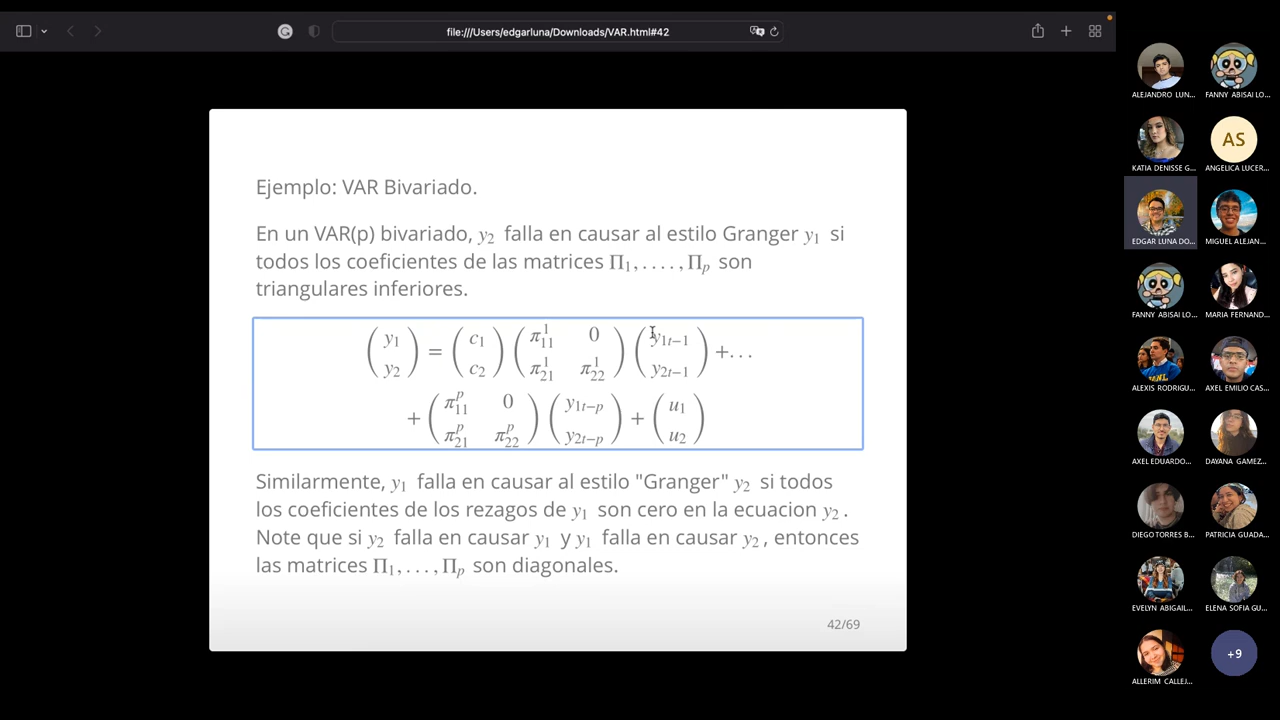 file:///Users/edgarluna/Downloads/VAR.html#42
Ejemplo: VAR Bivariado.
En un VAR(p) bivariado, y₂ falla en causar al estilo Granger y₁ si
todos los coeficientes de las matrices Π₁, . . . . , Πₚ son
triangulares inferiores.
( y₁ ; y₂ ) = ( c₁ ; c₂ ) ( π₁₁¹ 0 ; π₂₁¹ π₂₂¹ ) ( y₁ₜ₋₁ ; y₂ₜ₋₁ ) + . . .
+ ( π₁₁ᵖ 0 ; π₂₁ᵖ π₂₂ᵖ ) ( y₁ₜ₋ₚ ; y₂ₜ₋ₚ ) + ( u₁ ; u₂ )
Similarmente, y₁ falla en causar al estilo "Granger" y₂ si todos
los coeficientes de los rezagos de y₁ son cero en la ecuacion y₂ .
Note que si y₂ falla en causar y₁ y y₁ falla en causar y₂ , entonces
las matrices Π₁, . . . , Πₚ son diagonales.
42/69
ALEJANDRO LUN...
FANNY ABISAI LO...
KATIA DENISSE G...
AS
ANGELICA LUCER...
EDGAR LUNA DO...
MIGUEL ALEJAN...
FANNY ABISAI LO...
MARIA FERNAND...
ALEXIS RODRIGU...
AXEL EMILIO CAS...
AXEL EDUARDO...
DAYANA GAMEZ...
DIEGO TORRES B...
PATRICIA GUADA...
EVELYN ABIGAIL...
ELENA SOFIA GU...
ALLERIM CALLEJ...
+9